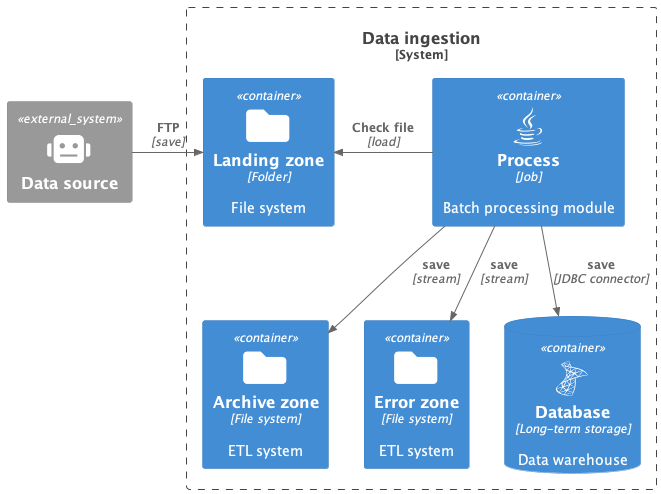 Data ingestion
[System]
«external_system»
Data source
FTP
[save]
«container»
Landing zone
[Folder]
File system
Check file
[load]
«container»
Process
[Job]
Batch processing module
save
[stream]
save
[stream]
save
[JDBC connector]
«container»
Archive zone
[File system]
ETL system
«container»
Error zone
[File system]
ETL system
«container»
Database
[Long-term storage]
Data warehouse